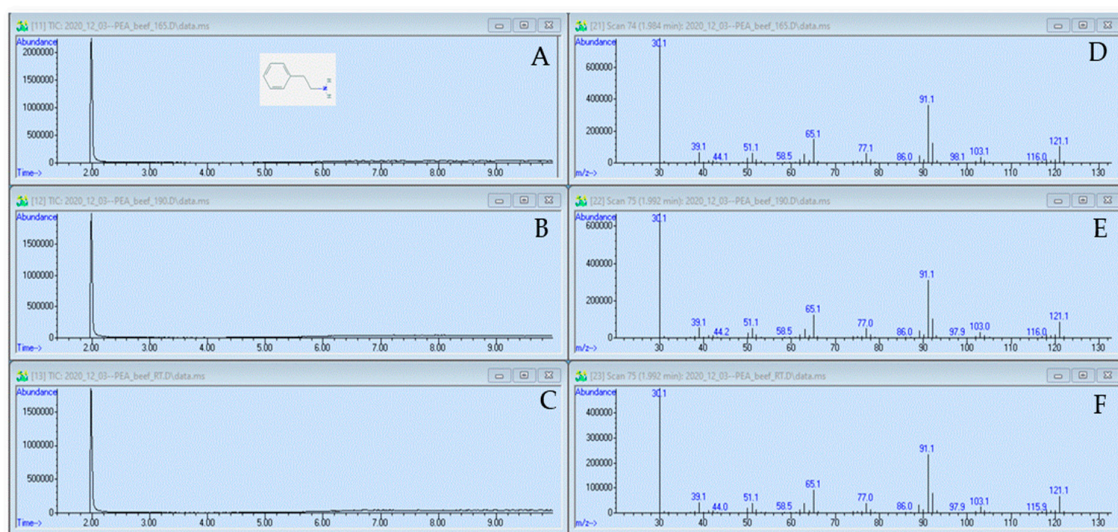 [11] TIC: 2020_12_03--PEA_beef_165.D\data.ms
Abundance
A
2000000
1500000
1000000
500000
0
H
N
H
Time-->
2.00 3.00 4.00 5.00 6.00 7.00 8.00 9.00
[21] Scan 74 (1.984 min): 2020_12_03--PEA_beef_165.D\data.ms
Abundance
D
30.1
600000
400000
200000
0
39.1 44.1 51.1 58.5 65.1 77.1 86.0 91.1 98.1 103.1 116.0 121.1
m/z-->
30 40 50 60 70 80 90 100 110 120 130
[12] TIC: 2020_12_03--PEA_beef_190.D\data.ms
Abundance
B
1500000
1000000
500000
0
Time-->
2.00 3.00 4.00 5.00 6.00 7.00 8.00 9.00
[22] Scan 75 (1.992 min): 2020_12_03--PEA_beef_190.D\data.ms
Abundance
E
30.1
600000
400000
200000
0
39.1 44.2 51.1 58.5 65.1 77.0 86.0 91.1 97.9 103.0 116.0 121.1
m/z-->
30 40 50 60 70 80 90 100 110 120 130
[13] TIC: 2020_12_03--PEA_beef_RT.D\data.ms
Abundance
C
1500000
1000000
500000
0
Time-->
2.00 3.00 4.00 5.00 6.00 7.00 8.00 9.00
[23] Scan 75 (1.992 min): 2020_12_03--PEA_beef_RT.D\data.ms
Abundance
F
30.1
400000
300000
200000
100000
0
39.1 44.0 51.1 58.5 65.1 77.0 86.0 91.1 97.9 103.1 115.9 121.1
m/z-->
30 40 50 60 70 80 90 100 110 120 130